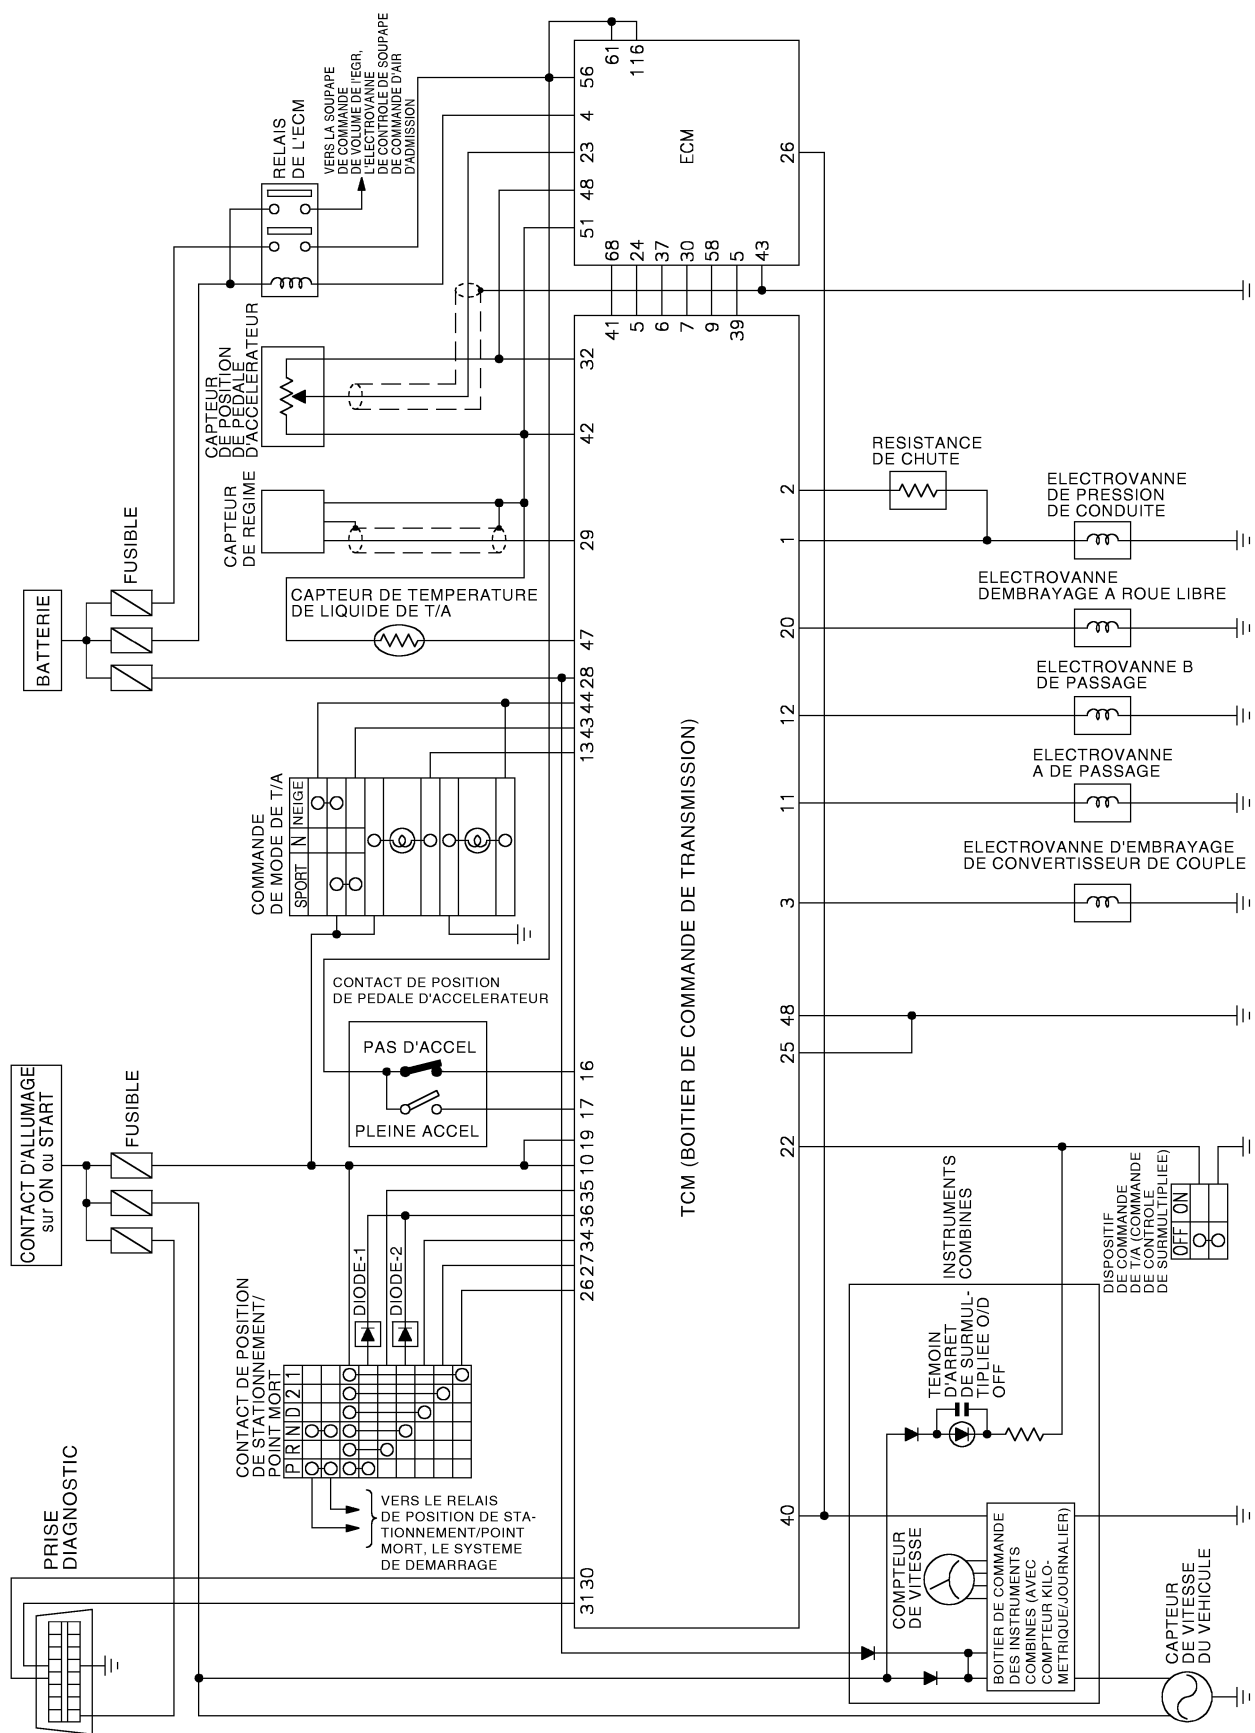 61
116
56
4
23
48
51
ECM
26
68
24
37
30
58
5
43
RELAIS
DE L'ECM
VERS LA SOUPAPE
DE COMMANDE
DE VOLUME DE l'EGR,
L'ELECTROVANNE
DE CONTROLE DE SOUPAPE
DE COMMANDE D'AIR
D'ADMISSION
41
5
6
7
9
39
CAPTEUR
DE POSITION
DE PEDALE
D'ACCELERATEUR
32
42
CAPTEUR
DE REGIME
29
BATTERIE
FUSIBLE
CAPTEUR DE TEMPERATURE
DE LIQUIDE DE T/A
47
28
44
43
13
RESISTANCE
DE CHUTE
2
1
ELECTROVANNE
DE PRESSION
DE CONDUITE
ELECTROVANNE
DEMBRAYAGE A ROUE LIBRE
20
ELECTROVANNE B
DE PASSAGE
12
ELECTROVANNE
A DE PASSAGE
11
ELECTROVANNE D'EMBRAYAGE
DE CONVERTISSEUR DE COUPLE
3
COMMANDE
DE MODE DE T/A
SPORT N NEIGE
TCM (BOITIER DE COMMANDE DE TRANSMISSION)
CONTACT DE POSITION
DE PEDALE D'ACCELERATEUR
PAS D'ACCEL
PLEINE ACCEL
16
17
19
10
35
36
34
27
26
48
25
22
CONTACT D'ALLUMAGE
sur ON ou START
FUSIBLE
DIODE-1
DIODE-2
CONTACT DE POSITION
DE STATIONNEMENT/
POINT MORT
P R N D 2 1
VERS LE RELAIS
DE POSITION DE STA-
TIONNEMENT/POINT
MORT, LE SYSTEME
DE DEMARRAGE
INSTRUMENTS
COMBINES
DISPOSITIF
DE COMMANDE
DE T/A (COMMANDE
DE CONTROLE
DE SURMULTIPLIEE)
OFF ON
TEMOIN
D'ARRET
DE SURMUL-
TIPLIEE O/D
OFF
40
PRISE
DIAGNOSTIC
30
31
COMPTEUR
DE VITESSE
BOITIER DE COMMANDE
DES INSTRUMENTS
COMBINES (AVEC
COMPTEUR KILO-
METRIQUE/JOURNALIER)
CAPTEUR
DE VITESSE
DU VEHICULE